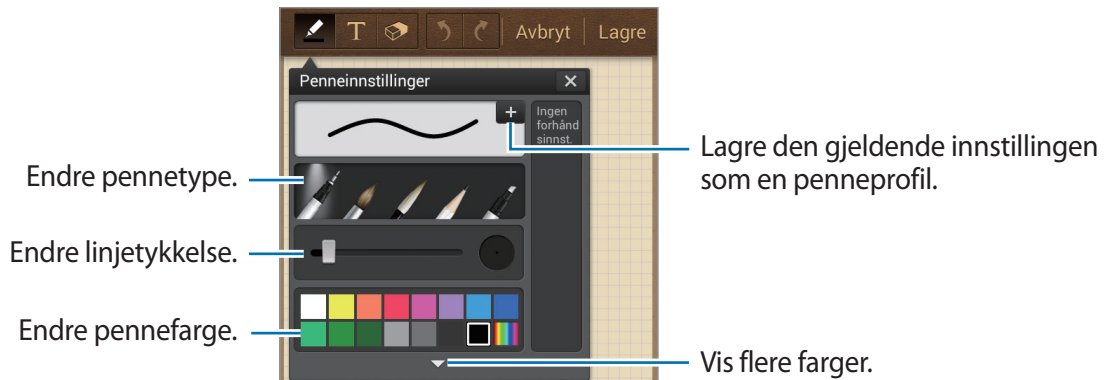 T
Avbryt
Lagre
Penneinnstillinger
Ingen
forhånd
sinnst.
Lagre den gjeldende innstillingen
som en penneprofil.
Endre pennetype.
Endre linjetykkelse.
Endre pennefarge.
Vis flere farger.